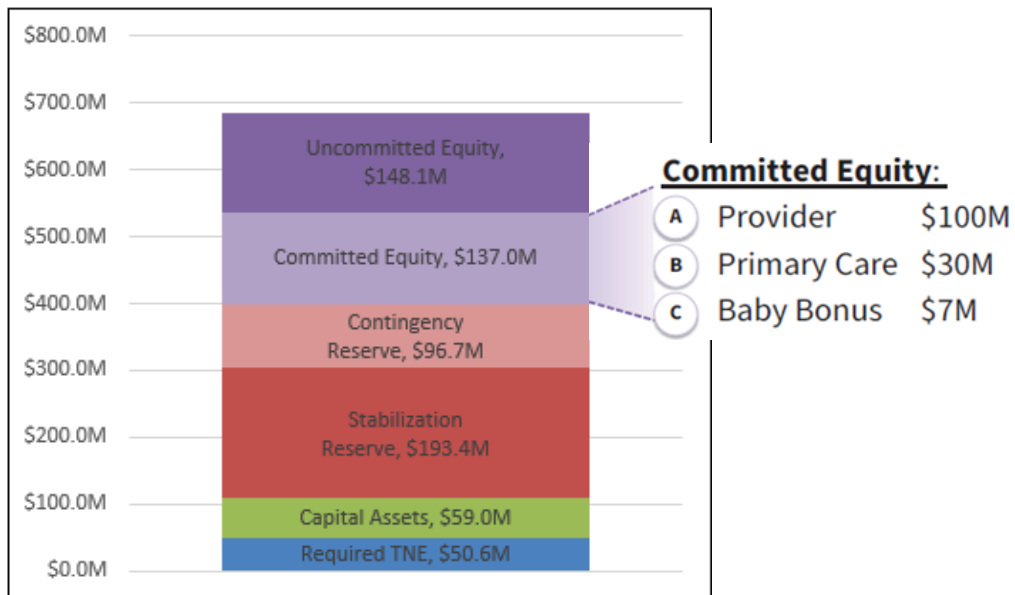 $800.0M
$700.0M
$600.0M
$500.0M
$400.0M
$300.0M
$200.0M
$100.0M
$0.0M
Uncommitted Equity,
$148.1M
Committed Equity, $137.0M
Contingency
Reserve, $96.7M
Stabilization
Reserve, $193.4M
Capital Assets, $59.0M
Required TNE, $50.6M
Committed Equity:
A Provider $100M
B Primary Care $30M
C Baby Bonus $7M